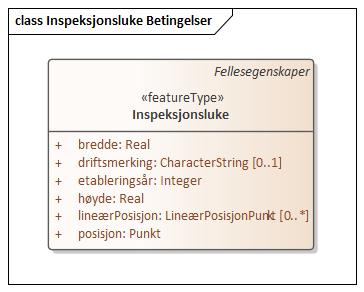 class Inspeksjonsluke Betingelser
Fellesegenskaper
«featureType»
Inspeksjonsluke
+ bredde: Real
+ driftsmerking: CharacterString [0..1]
+ etableringsår: Integer
+ høyde: Real
+ lineærPosisjon: LineærPosisjonPunkt [0..*]
+ posisjon: Punkt